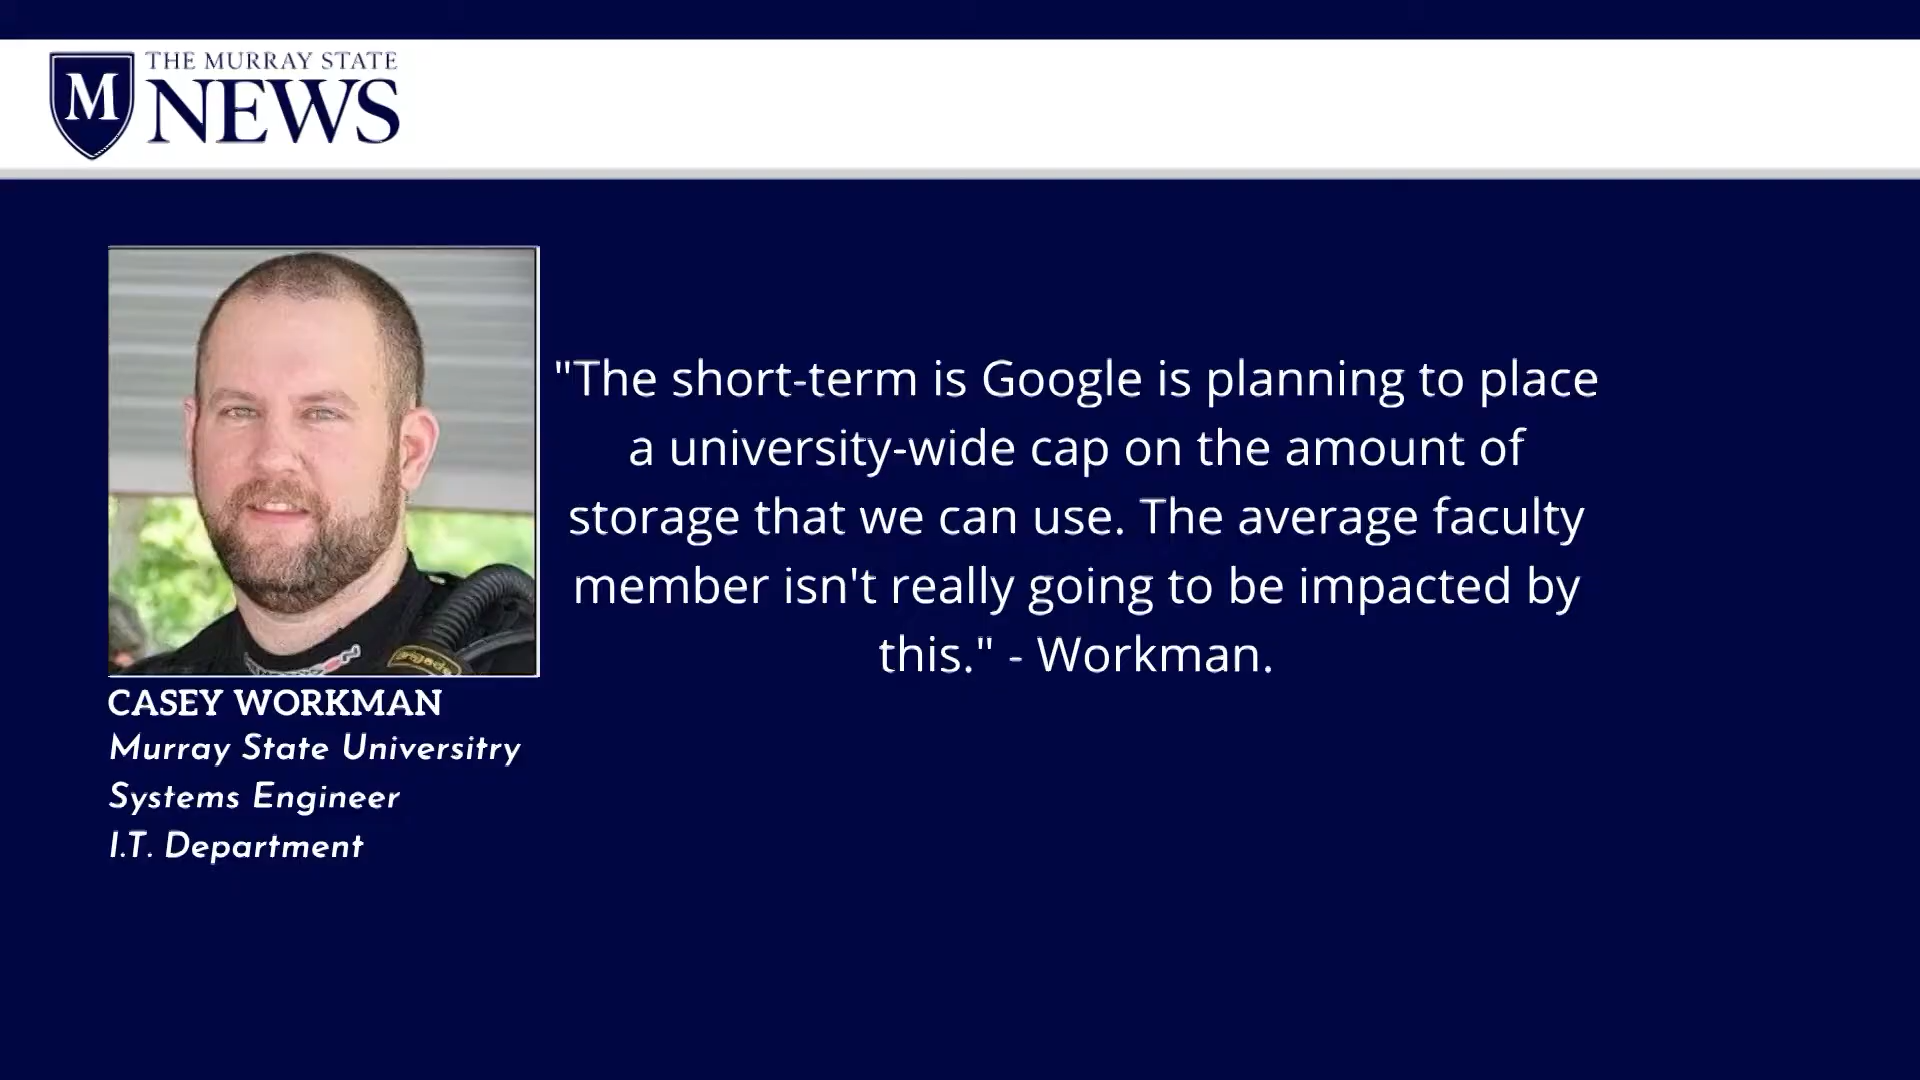 THE MURRAY STATE
M NEWS
"The short-term is Google is planning to place
a university-wide cap on the amount of
storage that we can use. The average faculty
member isn't really going to be impacted by
this." - Workman.
CASEY WORKMAN
Murray State Universitry
Systems Engineer
I.T. Department